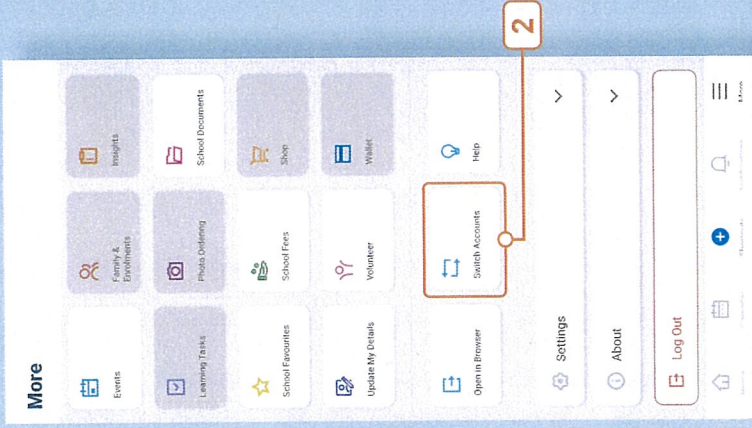 More
Events
Family &
Enrolments
Insights
Learning Tasks
Photo Ordering
School Documents
School Favourites
School Fees
Shop
Update My Details
Volunteer
Wallet
Open in Browser
Switch Accounts
Help
2
Settings
About
Log Out
More